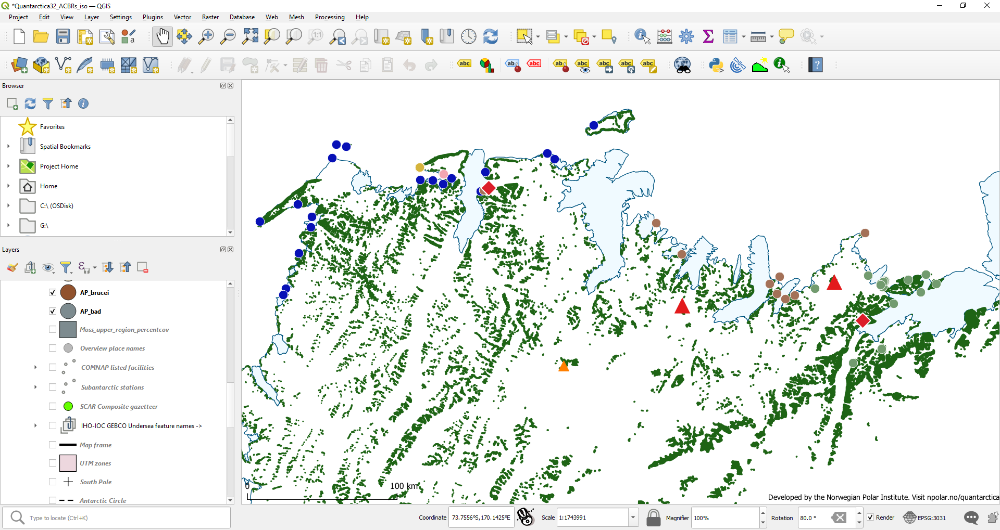 *Quantarctica32_ACBRs_iso — QGIS
Project Edit View Layer Settings Plugins Vector Raster Database Web Mesh Processing Help
Browser
Favorites
Spatial Bookmarks
Project Home
Home
C:\ (OSDisk)
G:\
Layers
AP_brucei
AP_bad
Moss_upper_region_percentcov
Overview place names
COMNAP listed facilities
Subantarctic stations
SCAR Composite gazetteer
IHO-IOC GEBCO Undersea feature names ->
Map frame
UTM zones
South Pole
Antarctic Circle
0 100 km
Developed by the Norwegian Polar Institute. Visit npolar.no/quantarctica
Type to locate (Ctrl+K) Coordinate 73.7556°S,170.1425°E Scale 1:1743991 Magnifier 100% Rotation 80.0 ° Render EPSG:3031